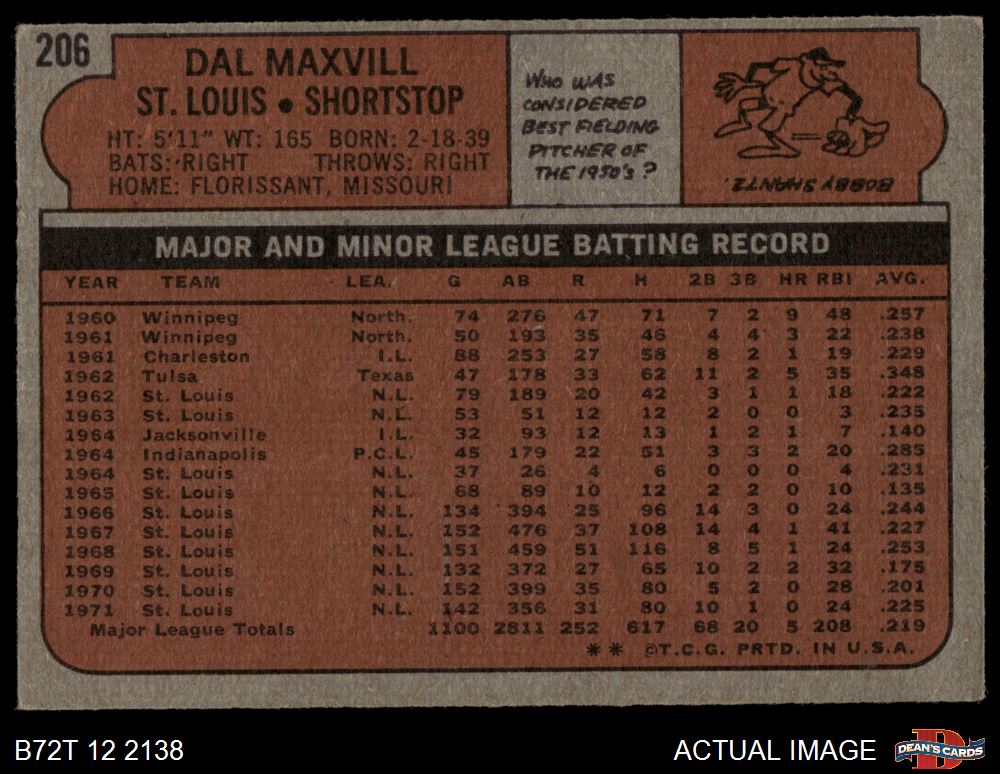 206
DAL MAXVILL
ST. LOUIS • SHORTSTOP
HT: 5'11" WT: 165 BORN: 2-18-39
BATS: RIGHT THROWS: RIGHT
HOME: FLORISSANT, MISSOURI
WHO WAS
CONSIDERED
BEST FIELDING
PITCHER OF
THE 1950'S?
BOBBY SHANTZ.
MAJOR AND MINOR LEAGUE BATTING RECORD
YEAR TEAM LEA. G AB R H 2B 3B HR RBI AVG.
1960 Winnipeg North. 74 276 47 71 7 2 9 48 .257
1961 Winnipeg North. 50 193 35 46 4 4 3 22 .238
1961 Charleston I.L. 88 253 27 58 8 2 1 19 .229
1962 Tulsa Texas 47 178 33 62 11 2 5 35 .348
1962 St. Louis N.L. 79 189 20 42 3 1 1 18 .222
1963 St. Louis N.L. 53 51 12 12 2 0 0 3 .235
1964 Jacksonville I.L. 32 93 12 13 1 2 1 7 .140
1964 Indianapolis P.C.L. 45 179 22 51 3 3 2 20 .285
1964 St. Louis N.L. 37 26 4 6 0 0 0 4 .231
1965 St. Louis N.L. 68 89 10 12 2 2 0 10 .135
1966 St. Louis N.L. 134 394 25 96 14 3 0 24 .244
1967 St. Louis N.L. 152 476 37 108 14 4 1 41 .227
1968 St. Louis N.L. 151 459 51 116 8 5 1 24 .253
1969 St. Louis N.L. 132 372 27 65 10 2 2 32 .175
1970 St. Louis N.L. 152 399 35 80 5 2 0 28 .201
1971 St. Louis N.L. 142 356 31 80 10 1 0 24 .225
Major League Totals 1100 2811 252 617 68 20 5 208 .219
** ©T.C.G. PRTD. IN U.S.A.
B72T 12 2138
ACTUAL IMAGE
DEAN'S CARDS